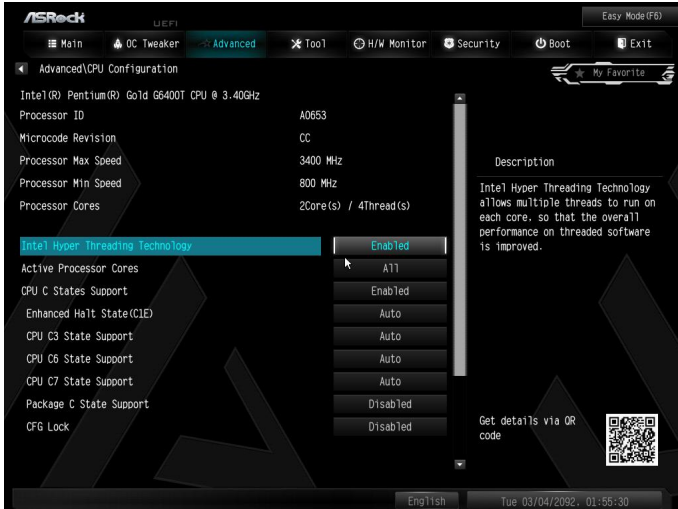 ASRock UEFI Easy Mode(F6)
Main OC Tweaker Advanced Tool H/W Monitor Security Boot Exit
Advanced\CPU Configuration My Favorite
Intel(R) Pentium(R) Gold G6400T CPU @ 3.40GHz
Processor ID A0653
Microcode Revision CC
Processor Max Speed 3400 MHz
Processor Min Speed 800 MHz
Processor Cores 2Core(s) / 4Thread(s)
Intel Hyper Threading Technology Enabled
Active Processor Cores All
CPU C States Support Enabled
Enhanced Halt State(C1E) Auto
CPU C3 State Support Auto
CPU C6 State Support Auto
CPU C7 State Support Auto
Package C State Support Disabled
CFG Lock Disabled
Description
Intel Hyper Threading Technology
allows multiple threads to run on
each core. so that the overall
performance on threaded software
is improved.
Get details via QR
code
English Tue 03/04/2092. 01:55:30